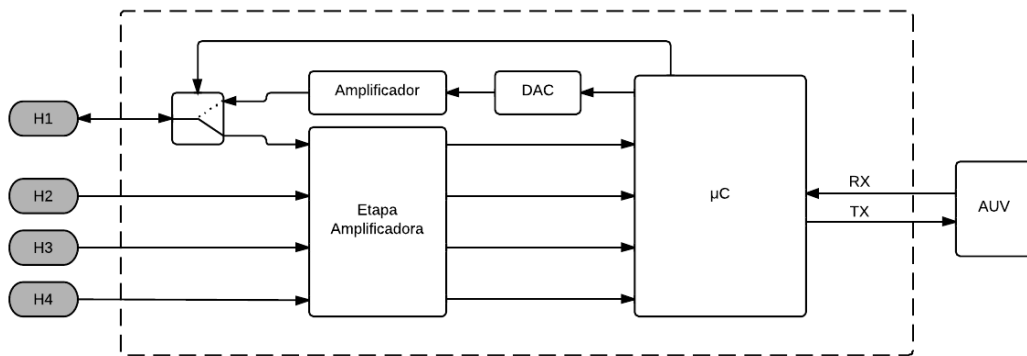 Amplificador
DAC
H1
H2
H3
H4
Etapa
Amplificadora
µC
RX
TX
AUV